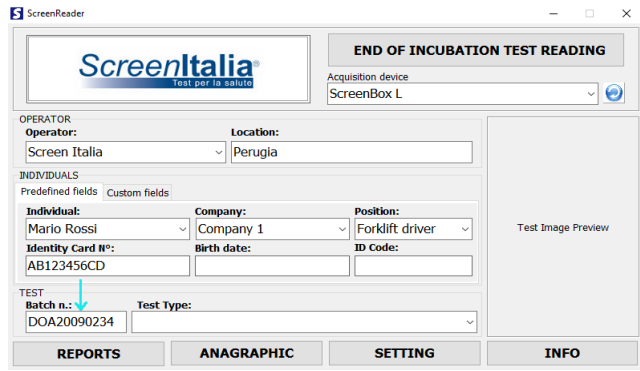 ScreenReader
ScreenItalia®
Test per la salute
END OF INCUBATION TEST READING
Acquisition device
ScreenBox L
OPERATOR
Operator: Location:
Screen Italia Perugia
INDIVIDUALS
Predefined fields Custom fields
Individual: Company: Position:
Mario Rossi Company 1 Forklift driver
Identity Card N°: Birth date: ID Code:
AB123456CD
Test Image Preview
TEST
Batch n.: Test Type:
DOA20090234
REPORTS ANAGRAPHIC SETTING INFO